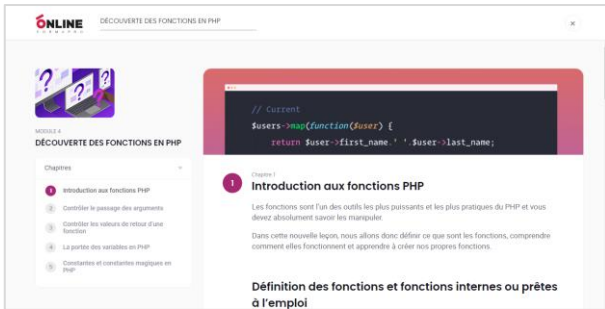 ONLINE
FORMAPRO
DÉCOUVERTE DES FONCTIONS EN PHP
×
MODULE 4
DÉCOUVERTE DES FONCTIONS EN PHP
Chapitres
1 Introduction aux fonctions PHP
2 Contrôler le passage des arguments
3 Contrôler les valeurs de retour d'une
fonction
4 La portée des variables en PHP
5 Constantes et constantes magiques en
PHP
// Current
$users->map(function($user) {
return $user->first_name.' '.$user->last_name;
Chapitre 1
1 Introduction aux fonctions PHP
Les fonctions sont l'un des outils les plus puissants et les plus pratiques du PHP et vous
devez absolument savoir les manipuler.
Dans cette nouvelle leçon, nous allons donc définir ce que sont les fonctions, comprendre
comment elles fonctionnent et apprendre à créer nos propres fonctions.
Définition des fonctions et fonctions internes ou prêtes
à l'emploi